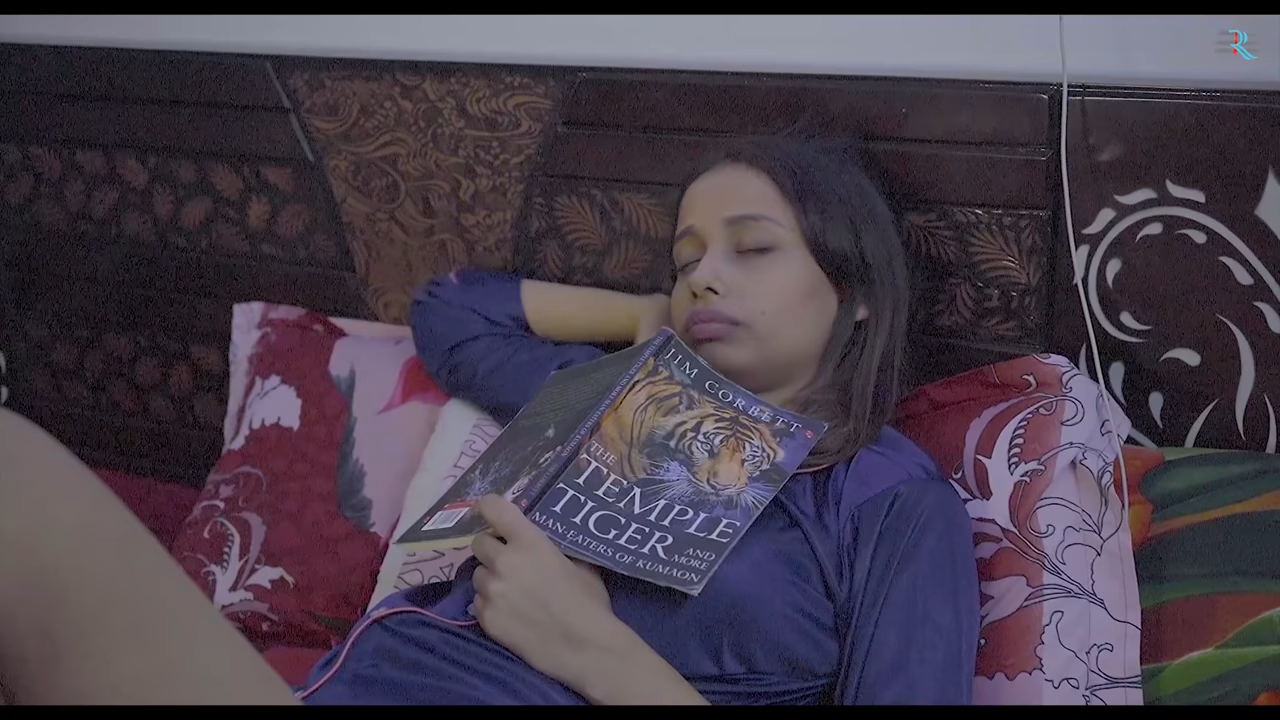 JIM CORBETT
THE
TEMPLE
TIGER
AND
MORE
MAN-EATERS OF KUMAON